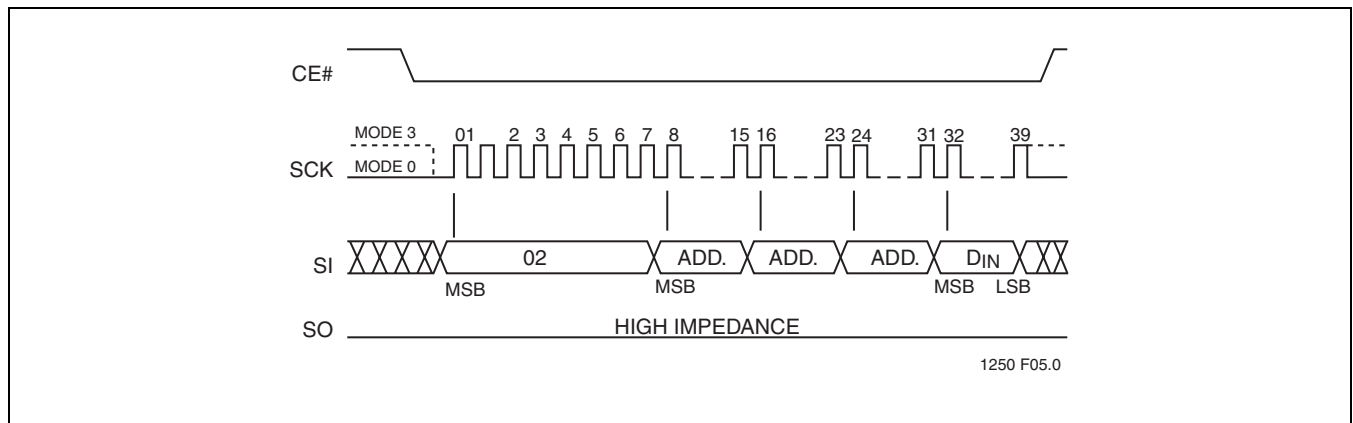 CE#
MODE 3 01 2 3 4 5 6 7 8 15 16 23 24 31 32 39
SCK MODE 0
SI 02 ADD. ADD. ADD. DIN
MSB MSB MSB LSB
SO HIGH IMPEDANCE
1250 F05.0